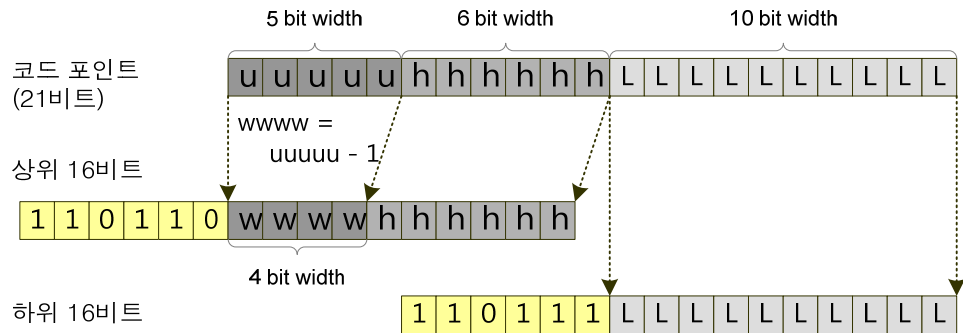 5 bit width 6 bit width 10 bit width
코드 포인트 u u u u u h h h h h h L L L L L L L L L L
(21비트)
wwww =
uuuuu - 1
상위 16비트
1 1 0 1 1 0 w w w w h h h h h h
4 bit width
하위 16비트 1 1 0 1 1 1 L L L L L L L L L L